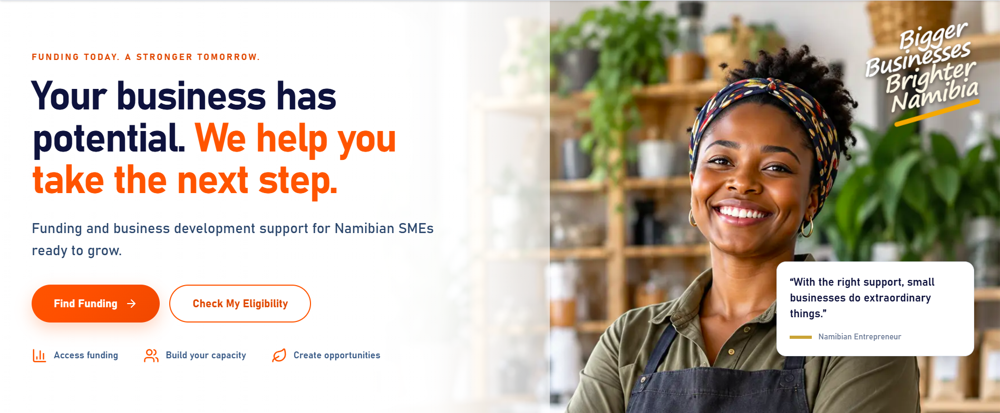 FUNDING TODAY. A STRONGER TOMORROW.
Your business has
potential. We help you
take the next step.
Funding and business development support for Namibian SMEs
ready to grow.
Find Funding
Check My Eligibility
Access funding
Build your capacity
Create opportunities
Bigger
Businesses
Brighter
Namibia
“With the right support, small
businesses do extraordinary
things.”
Namibian Entrepreneur